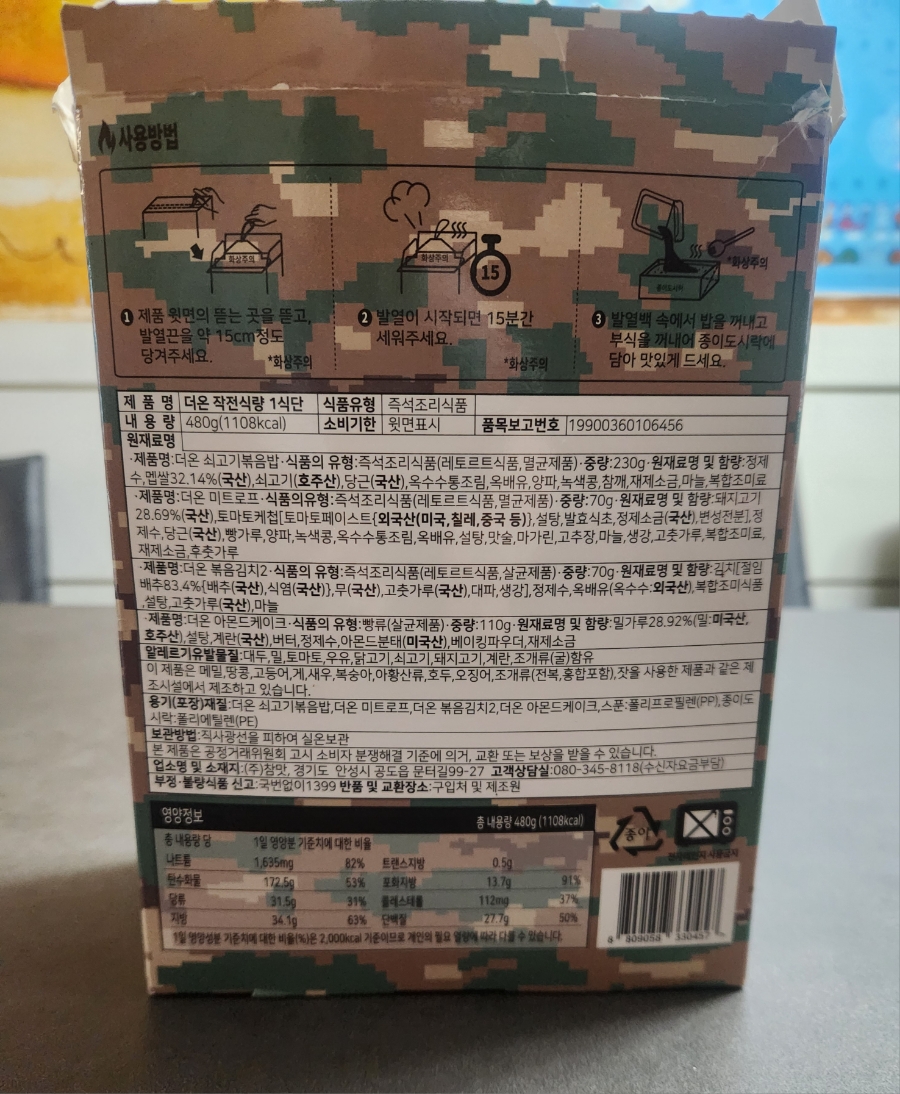 사용방법
화상주의
화상주의
15
*화상주의
종이도시락
❶ 제품 윗면의 뜯는 곳을 뜯고,
발열끈을 약 15cm정도
당겨주세요.
*화상주의
❷ 발열이 시작되면 15분간
세워주세요.
*화상주의
❸ 발열백 속에서 밥을 꺼내고
부식을 꺼내어 종이도시락에
담아 맛있게 드세요.
제 품 명 더온 작전식량 1식단 식품유형 즉석조리식품
내 용 량 480g(1108kcal) 소비기한 윗면표시 품목보고번호 19900360106456
원재료명
·제품명:더온 쇠고기볶음밥·식품의 유형:즉석조리식품(레토르트식품,멸균제품)·중량:230g·원재료명 및 함량:정제
수,멥쌀32.14%(국산),쇠고기(호주산),당근(국산),옥수수통조림,옥배유,양파,녹색콩,참깨,재제소금,마늘,복합조미료
·제품명:더온 미트로프·식품의유형:즉석조리식품(레토르트식품,멸균제품)·중량:70g·원재료명 및 함량:돼지고기
28.69%(국산),토마토케첩[토마토페이스트{외국산(미국,칠레,중국 등)},설탕,발효식초,정제소금(국산),변성전분],정
제수,당근(국산),빵가루,양파,녹색콩,옥수수통조림,옥배유,설탕,맛술,마가린,고추장,마늘,생강,고춧가루,복합조미료,
재제소금,후춧가루
·제품명:더온 볶음김치2·식품의 유형:즉석조리식품(레토르트식품,살균제품)·중량:70g·원재료명 및 함량:김치[절임
배추83.4%{배추(국산),식염(국산)},무(국산),고춧가루(국산),대파,생강],정제수,옥배유(옥수수:외국산),복합조미식품
,설탕,고춧가루(국산),마늘
·제품명:더온 아몬드케이크·식품의 유형:빵류(살균제품)·중량:110g·원재료명 및 함량:밀가루28.92%(밀:미국산,
호주산),설탕,계란(국산),버터,정제수,아몬드분태(미국산),베이킹파우더,재제소금
알레르기유발물질:대두,밀,토마토,우유,닭고기,쇠고기,돼지고기,계란,조개류(굴)함유
이 제품은 메밀,땅콩,고등어,게,새우,복숭아,아황산류,호두,오징어,조개류(전복,홍합포함),잣을 사용한 제품과 같은 제
조시설에서 제조하고 있습니다.
용기(포장)재질:더온 쇠고기볶음밥,더온 미트로프,더온 볶음김치2,더온 아몬드케이크,스푼:폴리프로필렌(PP),종이도
시락:폴리에틸렌(PE)
보관방법:직사광선을 피하여 실온보관
본 제품은 공정거래위원회 고시 소비자 분쟁해결 기준에 의거, 교환 또는 보상을 받을 수 있습니다.
업소명 및 소재지:(주)참맛, 경기도 안성시 공도읍 문터길99-27 고객상담실:080-345-8118(수신자요금부담)
부정·불량식품 신고:국번없이1399 반품 및 교환장소:구입처 및 제조원
영양정보 총 내용량 480g (1108kcal)
총 내용량 당 1일 영양분 기준치에 대한 비율
나트륨 1,635mg 82% 트랜스지방 0.5g
탄수화물 172.5g 53% 포화지방 13.7g 91%
당류 31.5g 31% 콜레스테롤 112mg 37%
지방 34.1g 63% 단백질 27.7g 50%
1일 영양성분 기준치에 대한 비율(%)은 2,000kcal 기준이므로 개인의 필요 열량에 따라 다를 수 있습니다.
종이
전자레인지 사용금지
8 809058 330457